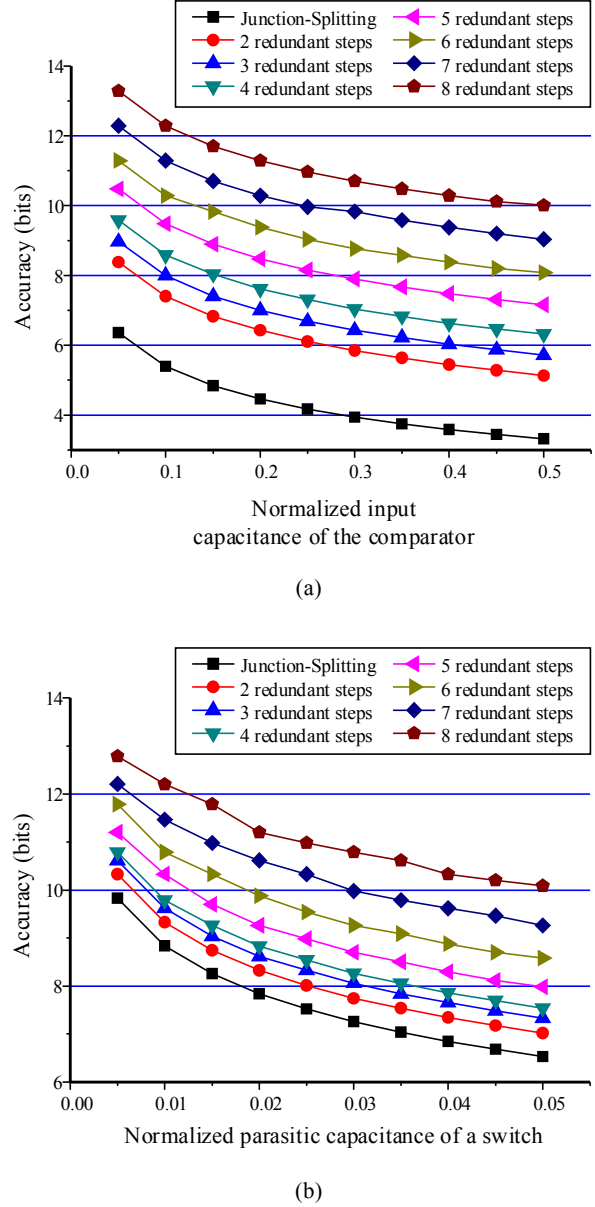 Junction-Splitting
2 redundant steps
3 redundant steps
4 redundant steps
5 redundant steps
6 redundant steps
7 redundant steps
8 redundant steps
14
12
10
8
6
4
Accuracy (bits)
0.0 0.1 0.2 0.3 0.4 0.5
Normalized input
capacitance of the comparator
(a)
Junction-Splitting
2 redundant steps
3 redundant steps
4 redundant steps
5 redundant steps
6 redundant steps
7 redundant steps
8 redundant steps
14
12
10
8
6
Accuracy (bits)
0.00 0.01 0.02 0.03 0.04 0.05
Normalized parasitic capacitance of a switch
(b)